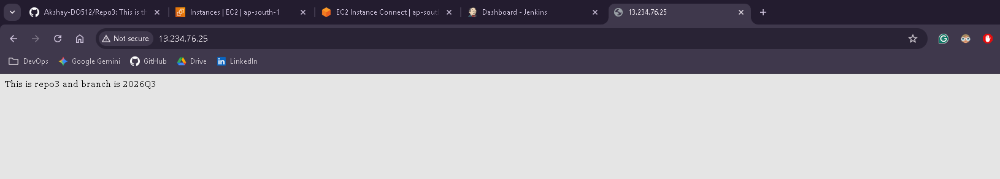 Akshay-DO512/Repo3: This is th
Instances | EC2 | ap-south-1
EC2 Instance Connect | ap-sout
Dashboard - Jenkins
13.234.76.25
Not secure
13.234.76.25
DevOps
Google Gemini
GitHub
Drive
LinkedIn
This is repo3 and branch is 2026Q3